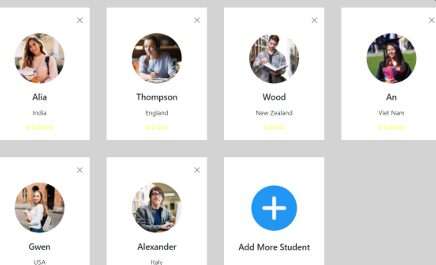 Alia
India
Thompson
England
Wood
New Zealand
An
Viet Nam
Gwen
USA
Alexander
Italy
Add More Student